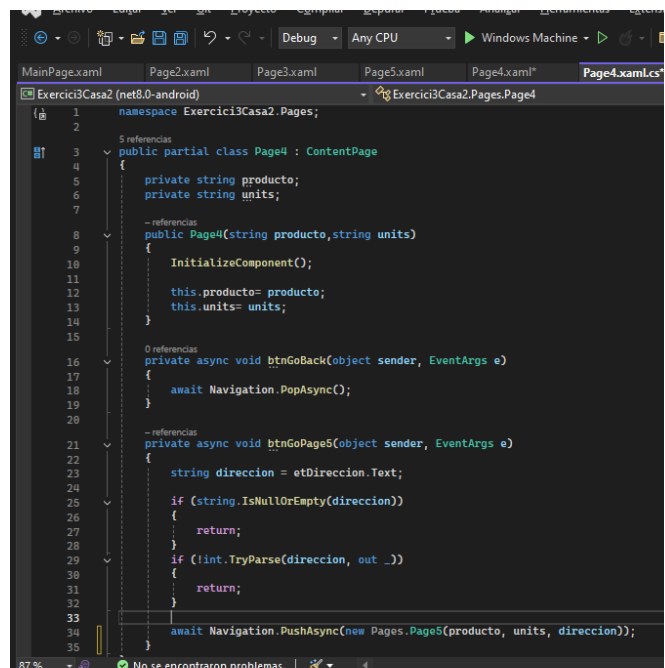 Debug Any CPU Windows Machine
MainPage.xaml Page2.xaml Page3.xaml Page5.xaml Page4.xaml* Page4.xaml.cs*
Exercici3Casa2 (net8.0-android) Exercici3Casa2.Pages.Page4
1 namespace Exercici3Casa2.Pages;
2
5 referencias
3 public partial class Page4 : ContentPage
4 {
5 private string producto;
6 private string units;
7
– referencias
8 public Page4(string producto,string units)
9 {
10 InitializeComponent();
11
12 this.producto= producto;
13 this.units= units;
14 }
15
0 referencias
16 private async void btnGoBack(object sender, EventArgs e)
17 {
18 await Navigation.PopAsync();
19 }
20
– referencias
21 private async void btnGoPage5(object sender, EventArgs e)
22 {
23 string direccion = etDireccion.Text;
24
25 if (string.IsNullOrEmpty(direccion))
26 {
27 return;
28 }
29 if (!int.TryParse(direccion, out _))
30 {
31 return;
32 }
33
34 await Navigation.PushAsync(new Pages.Page5(producto, units, direccion));
35 }
87 % No se encontraron problemas